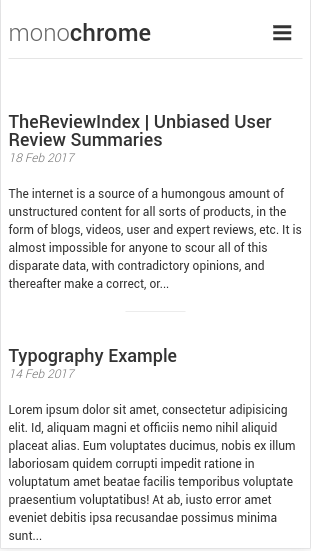 monochrome
TheReviewIndex | Unbiased User
Review Summaries
18 Feb 2017
The internet is a source of a humongous amount of
unstructured content for all sorts of products, in the
form of blogs, videos, user and expert reviews, etc. It is
almost impossible for anyone to scour all of this
disparate data, with contradictory opinions, and
thereafter make a correct, or...
Typography Example
14 Feb 2017
Lorem ipsum dolor sit amet, consectetur adipisicing
elit. Id, aliquam magni et officiis nemo nihil aliquid
placeat alias. Eum voluptates ducimus, nobis ex illum
laboriosam quidem corrupti impedit ratione in
voluptatum amet beatae facilis temporibus voluptate
praesentium voluptatibus! At ab, iusto error amet
eveniet debitis ipsa recusandae possimus minima
sunt...